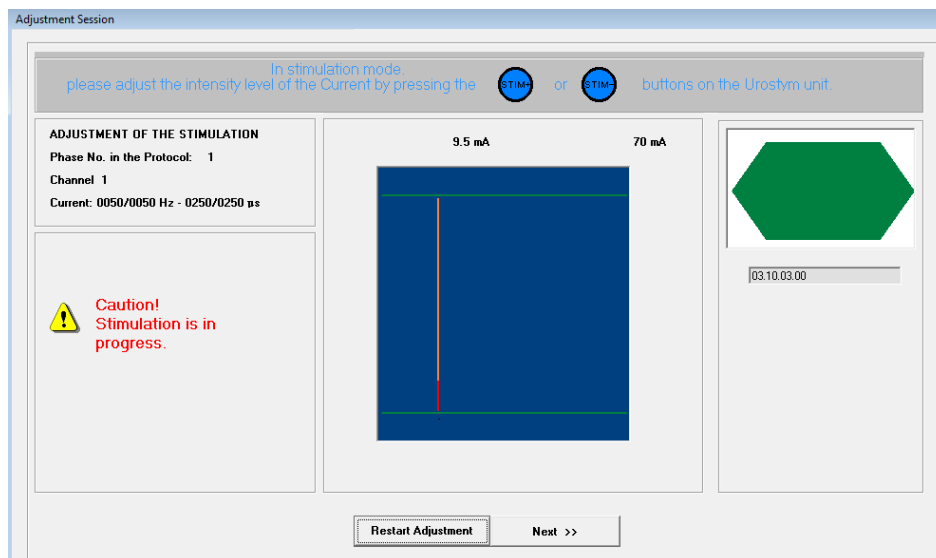 Adjustment Session
In stimulation mode.
please adjust the intensity level of the Current by pressing the STIM+ or STIM- buttons on the Urostym unit.
ADJUSTMENT OF THE STIMULATION
Phase No. in the Protocol: 1
Channel 1
Current: 0050/0050 Hz - 0250/0250 µs
9.5 mA 70 mA
03.10.03.00
Caution!
Stimulation is in
progress.
Restart Adjustment Next >>